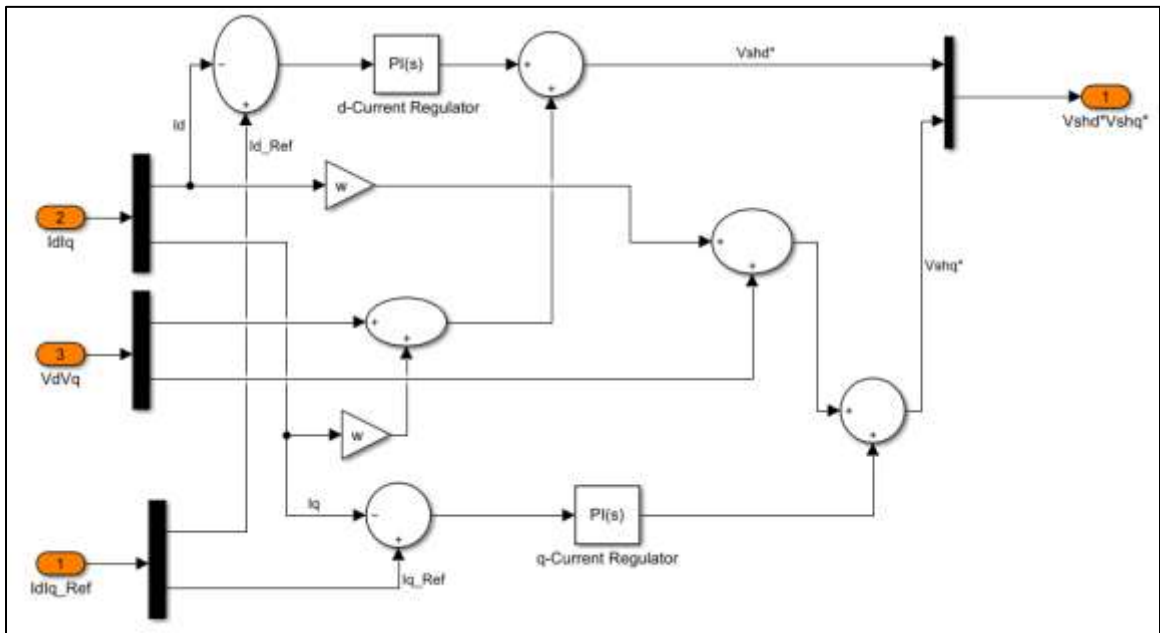 Vshd*
PI(s)
d-Current Regulator
1
Vshd*Vshq*
Id
Id_Ref
w
2
IdIq
Vshq*
3
VdVq
w
Iq
PI(s)
q-Current Regulator
1
IdIq_Ref
Iq_Ref